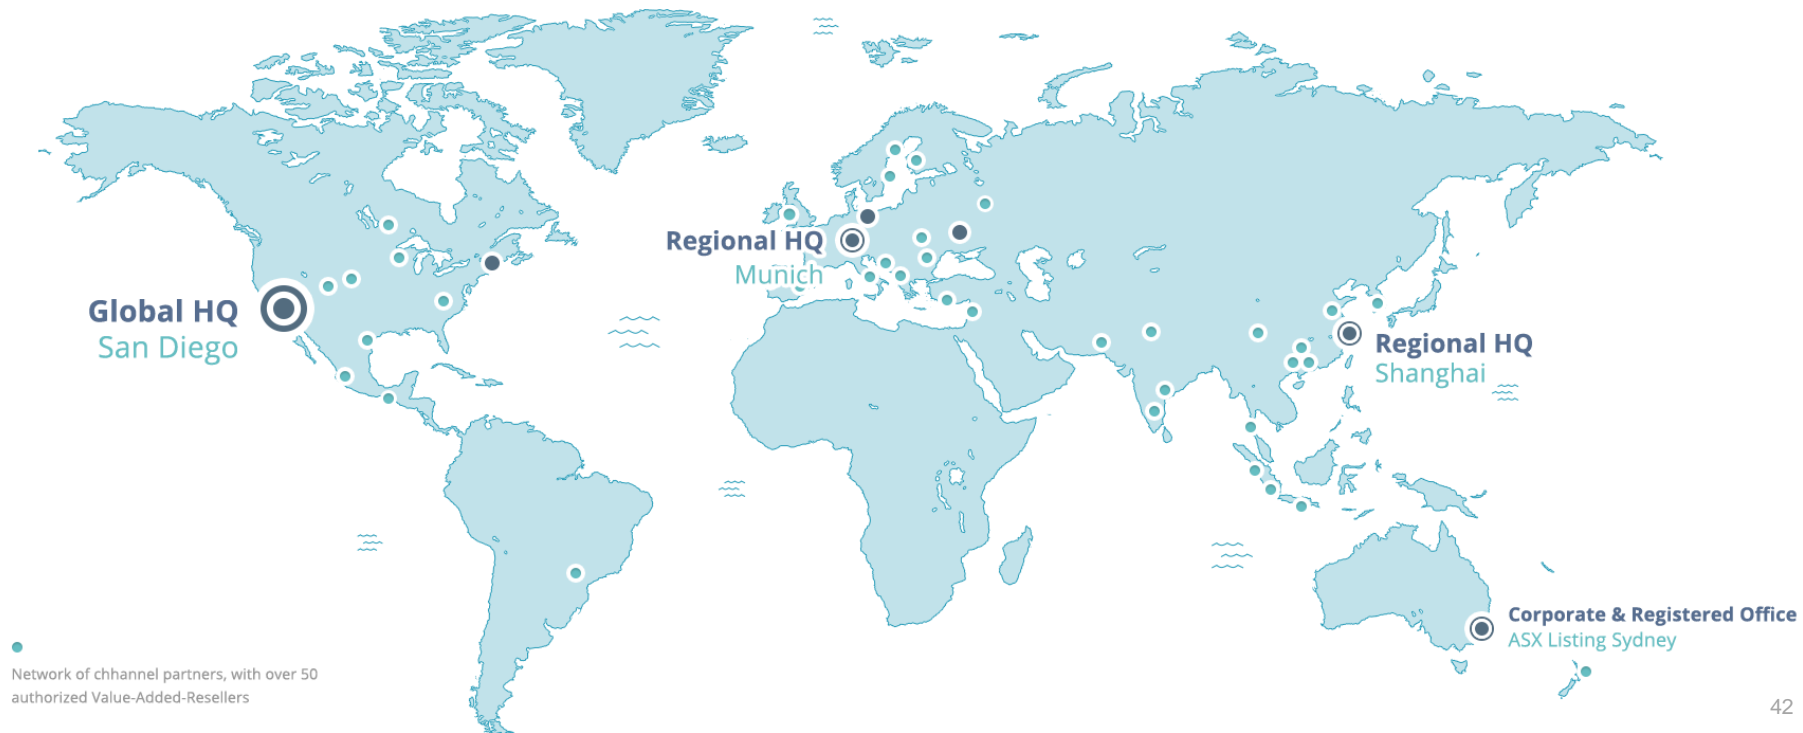 Regional HQ
Munich
Global HQ
San Diego
Regional HQ
Shanghai
Corporate & Registered Office
ASX Listing Sydney
Network of chhannel partners, with over 50
authorized Value-Added-Resellers
42